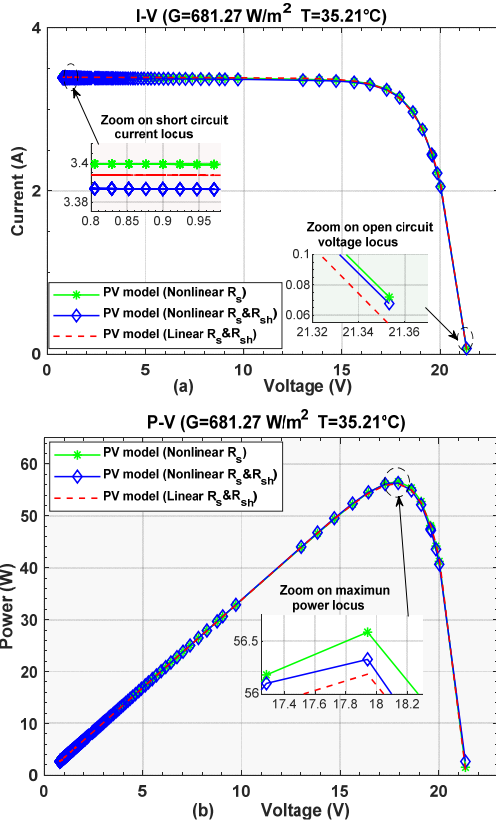 I-V (G=681.27 W/m² T=35.21°C)
4
2
0
Current (A)
Zoom on short circuit
current locus
3.4
3.38
0.8 0.85 0.9 0.95
Zoom on open circuit
voltage locus
0.1
0.08
0.06
21.32 21.34 21.36
PV model (Nonlinear Rs)
PV model (Nonlinear Rs&Rsh)
PV model (Linear Rs&Rsh)
0 5 10 15 20
(a) Voltage (V)
P-V (G=681.27 W/m² T=35.21°C)
PV model (Nonlinear Rs)
PV model (Nonlinear Rs&Rsh)
PV model (Linear Rs&Rsh)
60
50
40
30
20
10
0
Power (W)
Zoom on maximun
power locus
56.5
56
17.4 17.6 17.8 18 18.2
0 5 10 15 20
(b) Voltage (V)